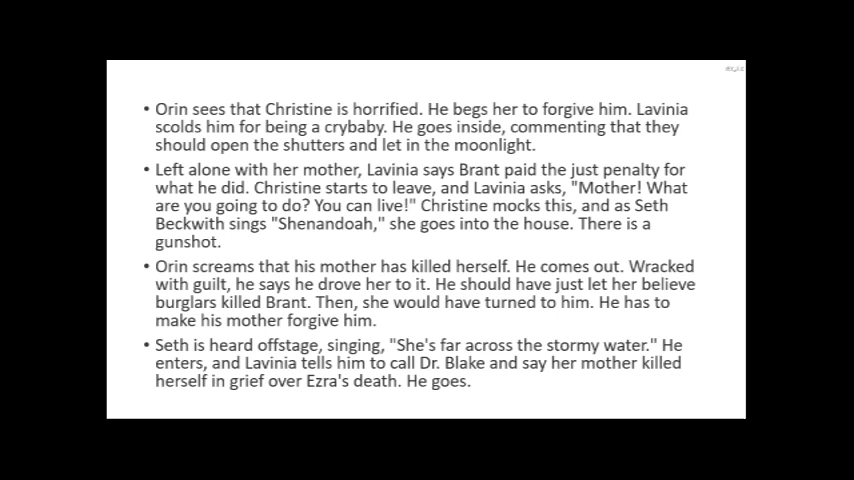 • Orin sees that Christine is horrified. He begs her to forgive him. Lavinia
scolds him for being a crybaby. He goes inside, commenting that they
should open the shutters and let in the moonlight.
• Left alone with her mother, Lavinia says Brant paid the just penalty for
what he did. Christine starts to leave, and Lavinia asks, "Mother! What
are you going to do? You can live!" Christine mocks this, and as Seth
Beckwith sings "Shenandoah," she goes into the house. There is a
gunshot.
• Orin screams that his mother has killed herself. He comes out. Wracked
with guilt, he says he drove her to it. He should have just let her believe
burglars killed Brant. Then, she would have turned to him. He has to
make his mother forgive him.
• Seth is heard offstage, singing, "She's far across the stormy water." He
enters, and Lavinia tells him to call Dr. Blake and say her mother killed
herself in grief over Ezra's death. He goes.